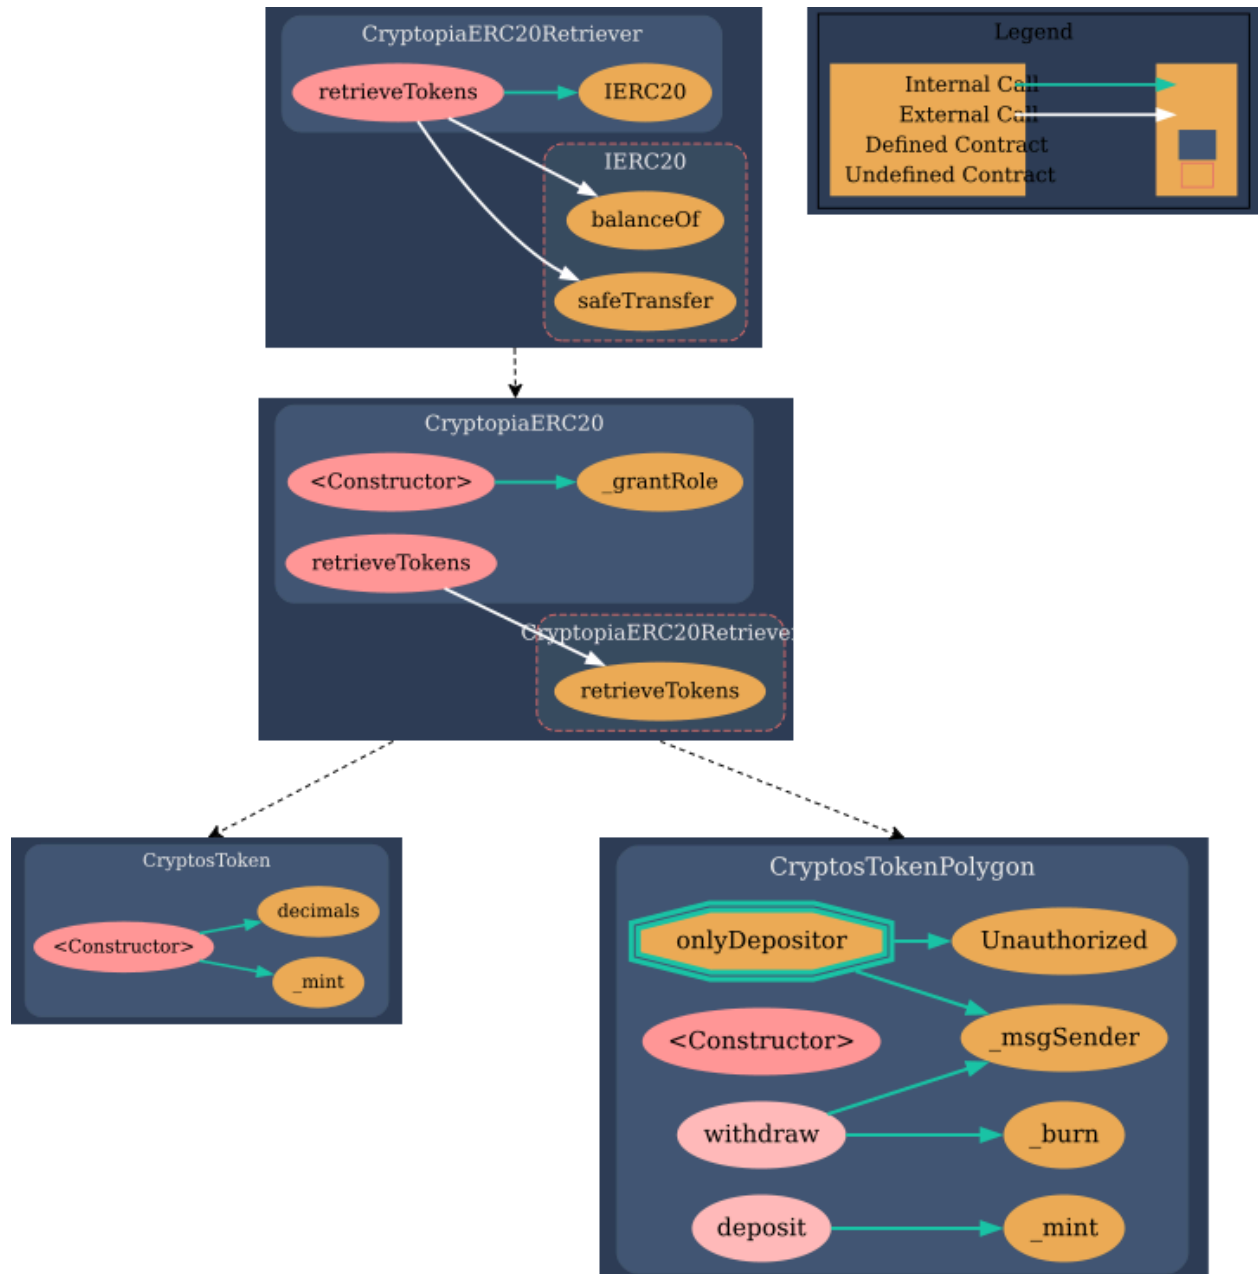 CryptopiaERC20Retriever
retrieveTokens
IERC20
IERC20
balanceOf
safeTransfer
Legend
Internal Call
External Call
Defined Contract
Undefined Contract
CryptopiaERC20
<Constructor>
_grantRole
retrieveTokens
CryptopiaERC20Retriever
retrieveTokens
CryptosToken
decimals
<Constructor>
_mint
CryptosTokenPolygon
onlyDepositor
Unauthorized
<Constructor>
_msgSender
withdraw
_burn
deposit
_mint